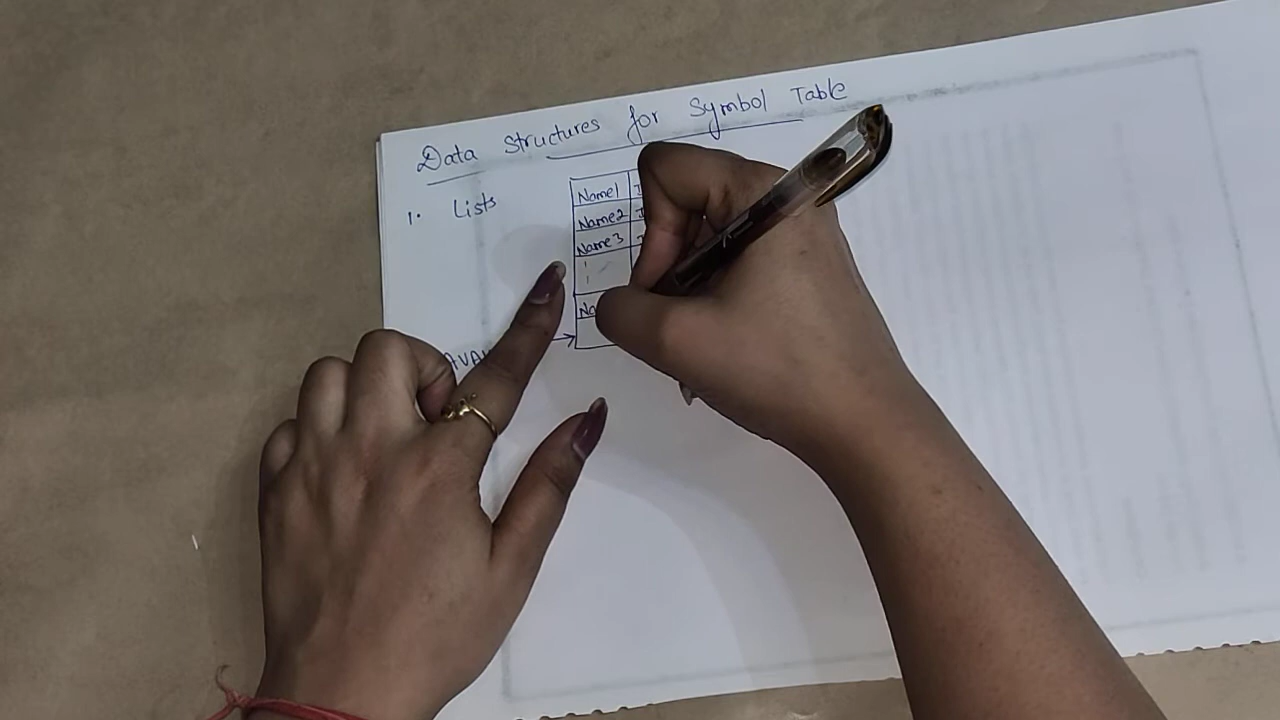 Data Structures for Symbol Table
1. Lists
Name1
Name2
Name3